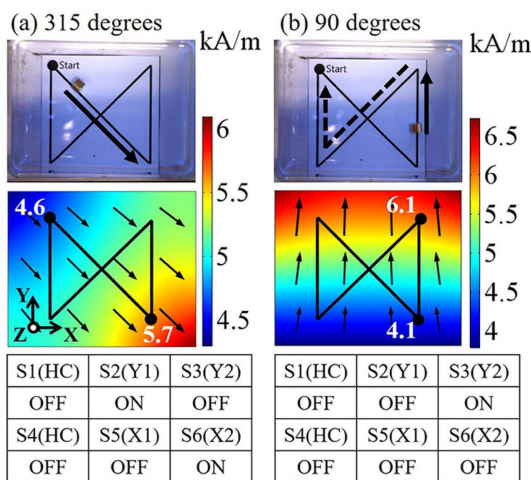 (a) 315 degrees
kA/m
Start
6
5.5
5
4.5
4.6
5.7
Y
Z
X
S1(HC) S2(Y1) S3(Y2)
OFF ON OFF
S4(HC) S5(X1) S6(X2)
OFF OFF ON
(b) 90 degrees
kA/m
Start
6.5
6
5.5
5
4.5
4
6.1
4.1
S1(HC) S2(Y1) S3(Y2)
OFF OFF ON
S4(HC) S5(X1) S6(X2)
OFF OFF OFF